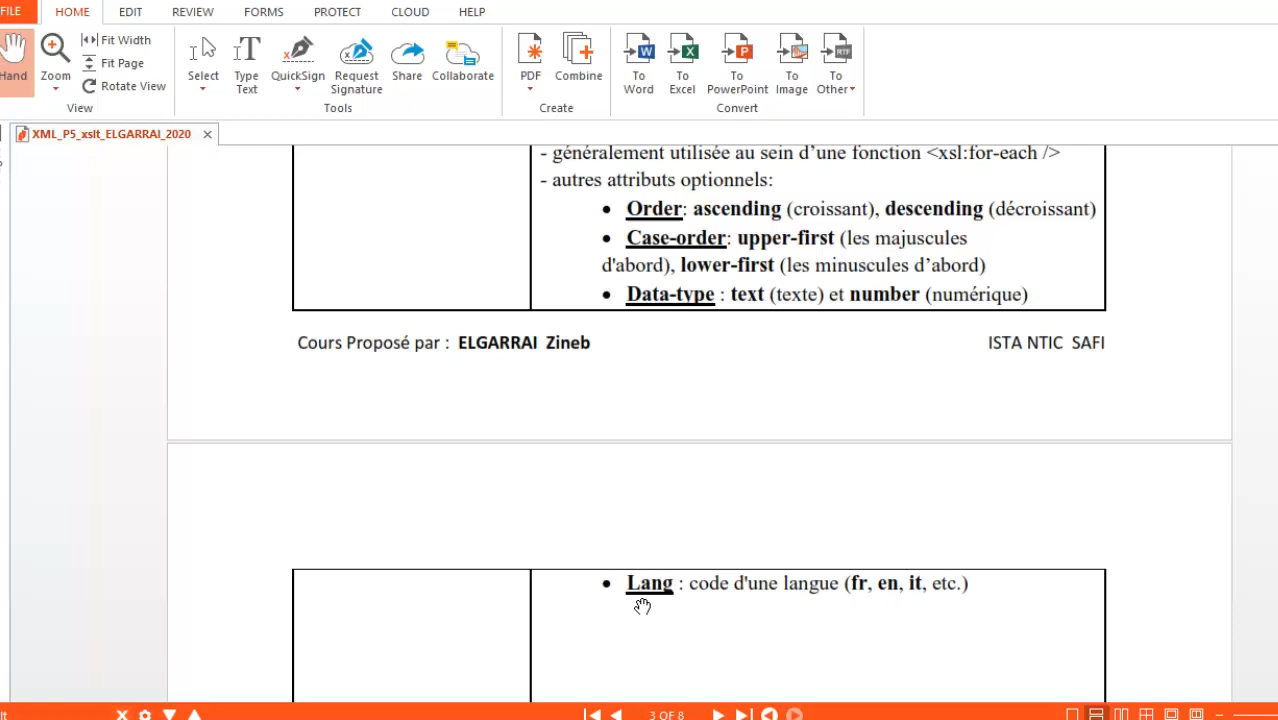 FILE HOME EDIT REVIEW FORMS PROTECT CLOUD HELP
Hand
Zoom
Fit Width
Fit Page
Rotate View
View
Select
Type Text
QuickSign
Request Signature
Share
Collaborate
Tools
PDF
Combine
Create
To Word
To Excel
To PowerPoint
To Image
To Other
Convert
XML_P5_xslt_ELGARRAI_2020
- généralement utilisée au sein d’une fonction <xsl:for-each />
- autres attributs optionnels:
• Order: ascending (croissant), descending (décroissant)
• Case-order: upper-first (les majuscules
d'abord), lower-first (les minuscules d’abord)
• Data-type : text (texte) et number (numérique)
Cours Proposé par : ELGARRAI Zineb ISTA NTIC SAFI
• Lang : code d'une langue (fr, en, it, etc.)
3 OF 8